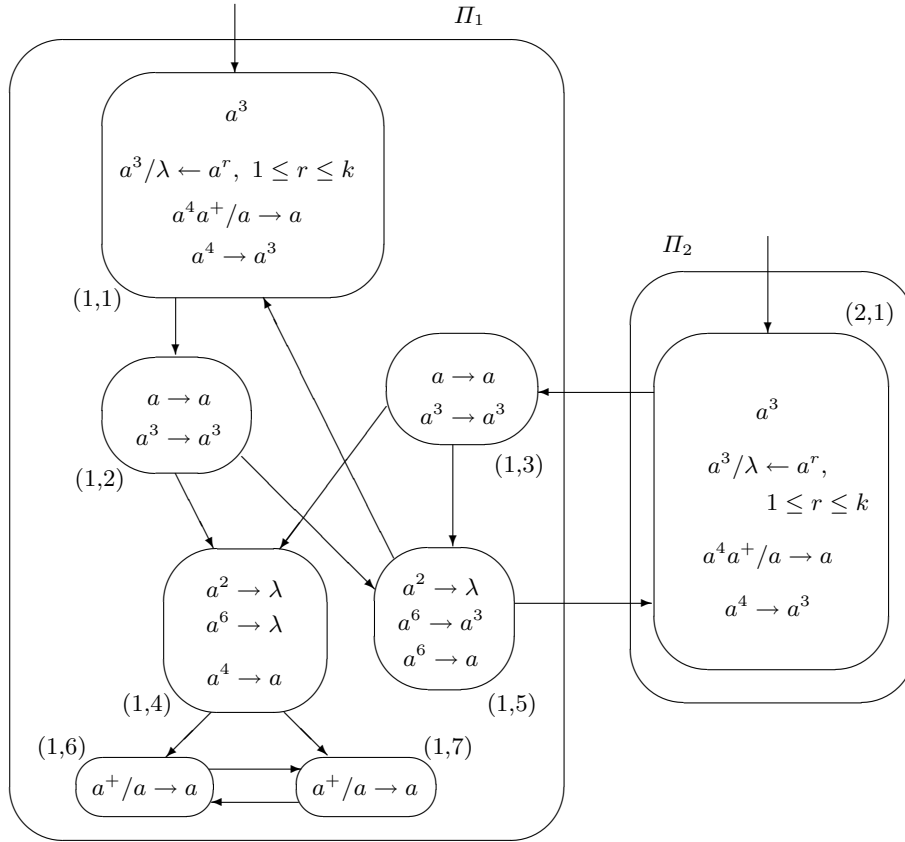 Π₁
a³
a³/λ ← aʳ, 1 ≤ r ≤ k
a⁴a⁺/a → a
a⁴ → a³
(1,1)
Π₂
(2,1)
a³
a³/λ ← aʳ,
1 ≤ r ≤ k
a⁴a⁺/a → a
a⁴ → a³
a → a
a³ → a³
(1,2)
a → a
a³ → a³
(1,3)
a² → λ
a⁶ → λ
a⁴ → a
(1,4)
a² → λ
a⁶ → a³
a⁶ → a
(1,5)
(1,6)
a⁺/a → a
(1,7)
a⁺/a → a